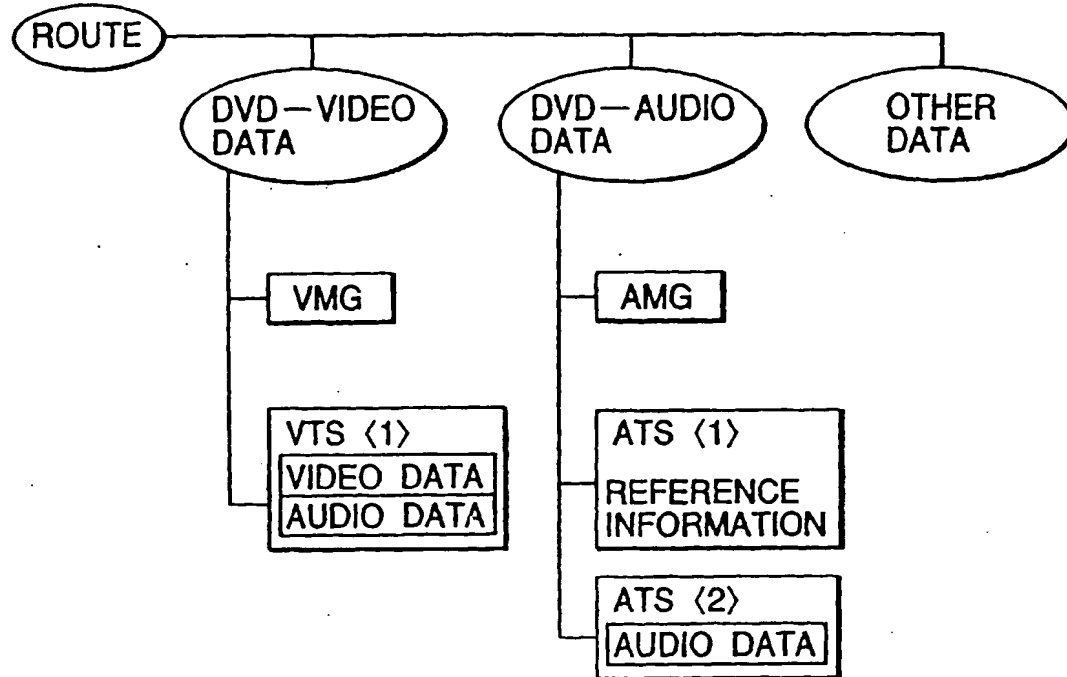 ROUTE
DVD—VIDEO
DATA
DVD—AUDIO
DATA
OTHER
DATA
VMG
AMG
VTS 〈1〉
VIDEO DATA
AUDIO DATA
ATS 〈1〉
REFERENCE
INFORMATION
ATS 〈2〉
AUDIO DATA